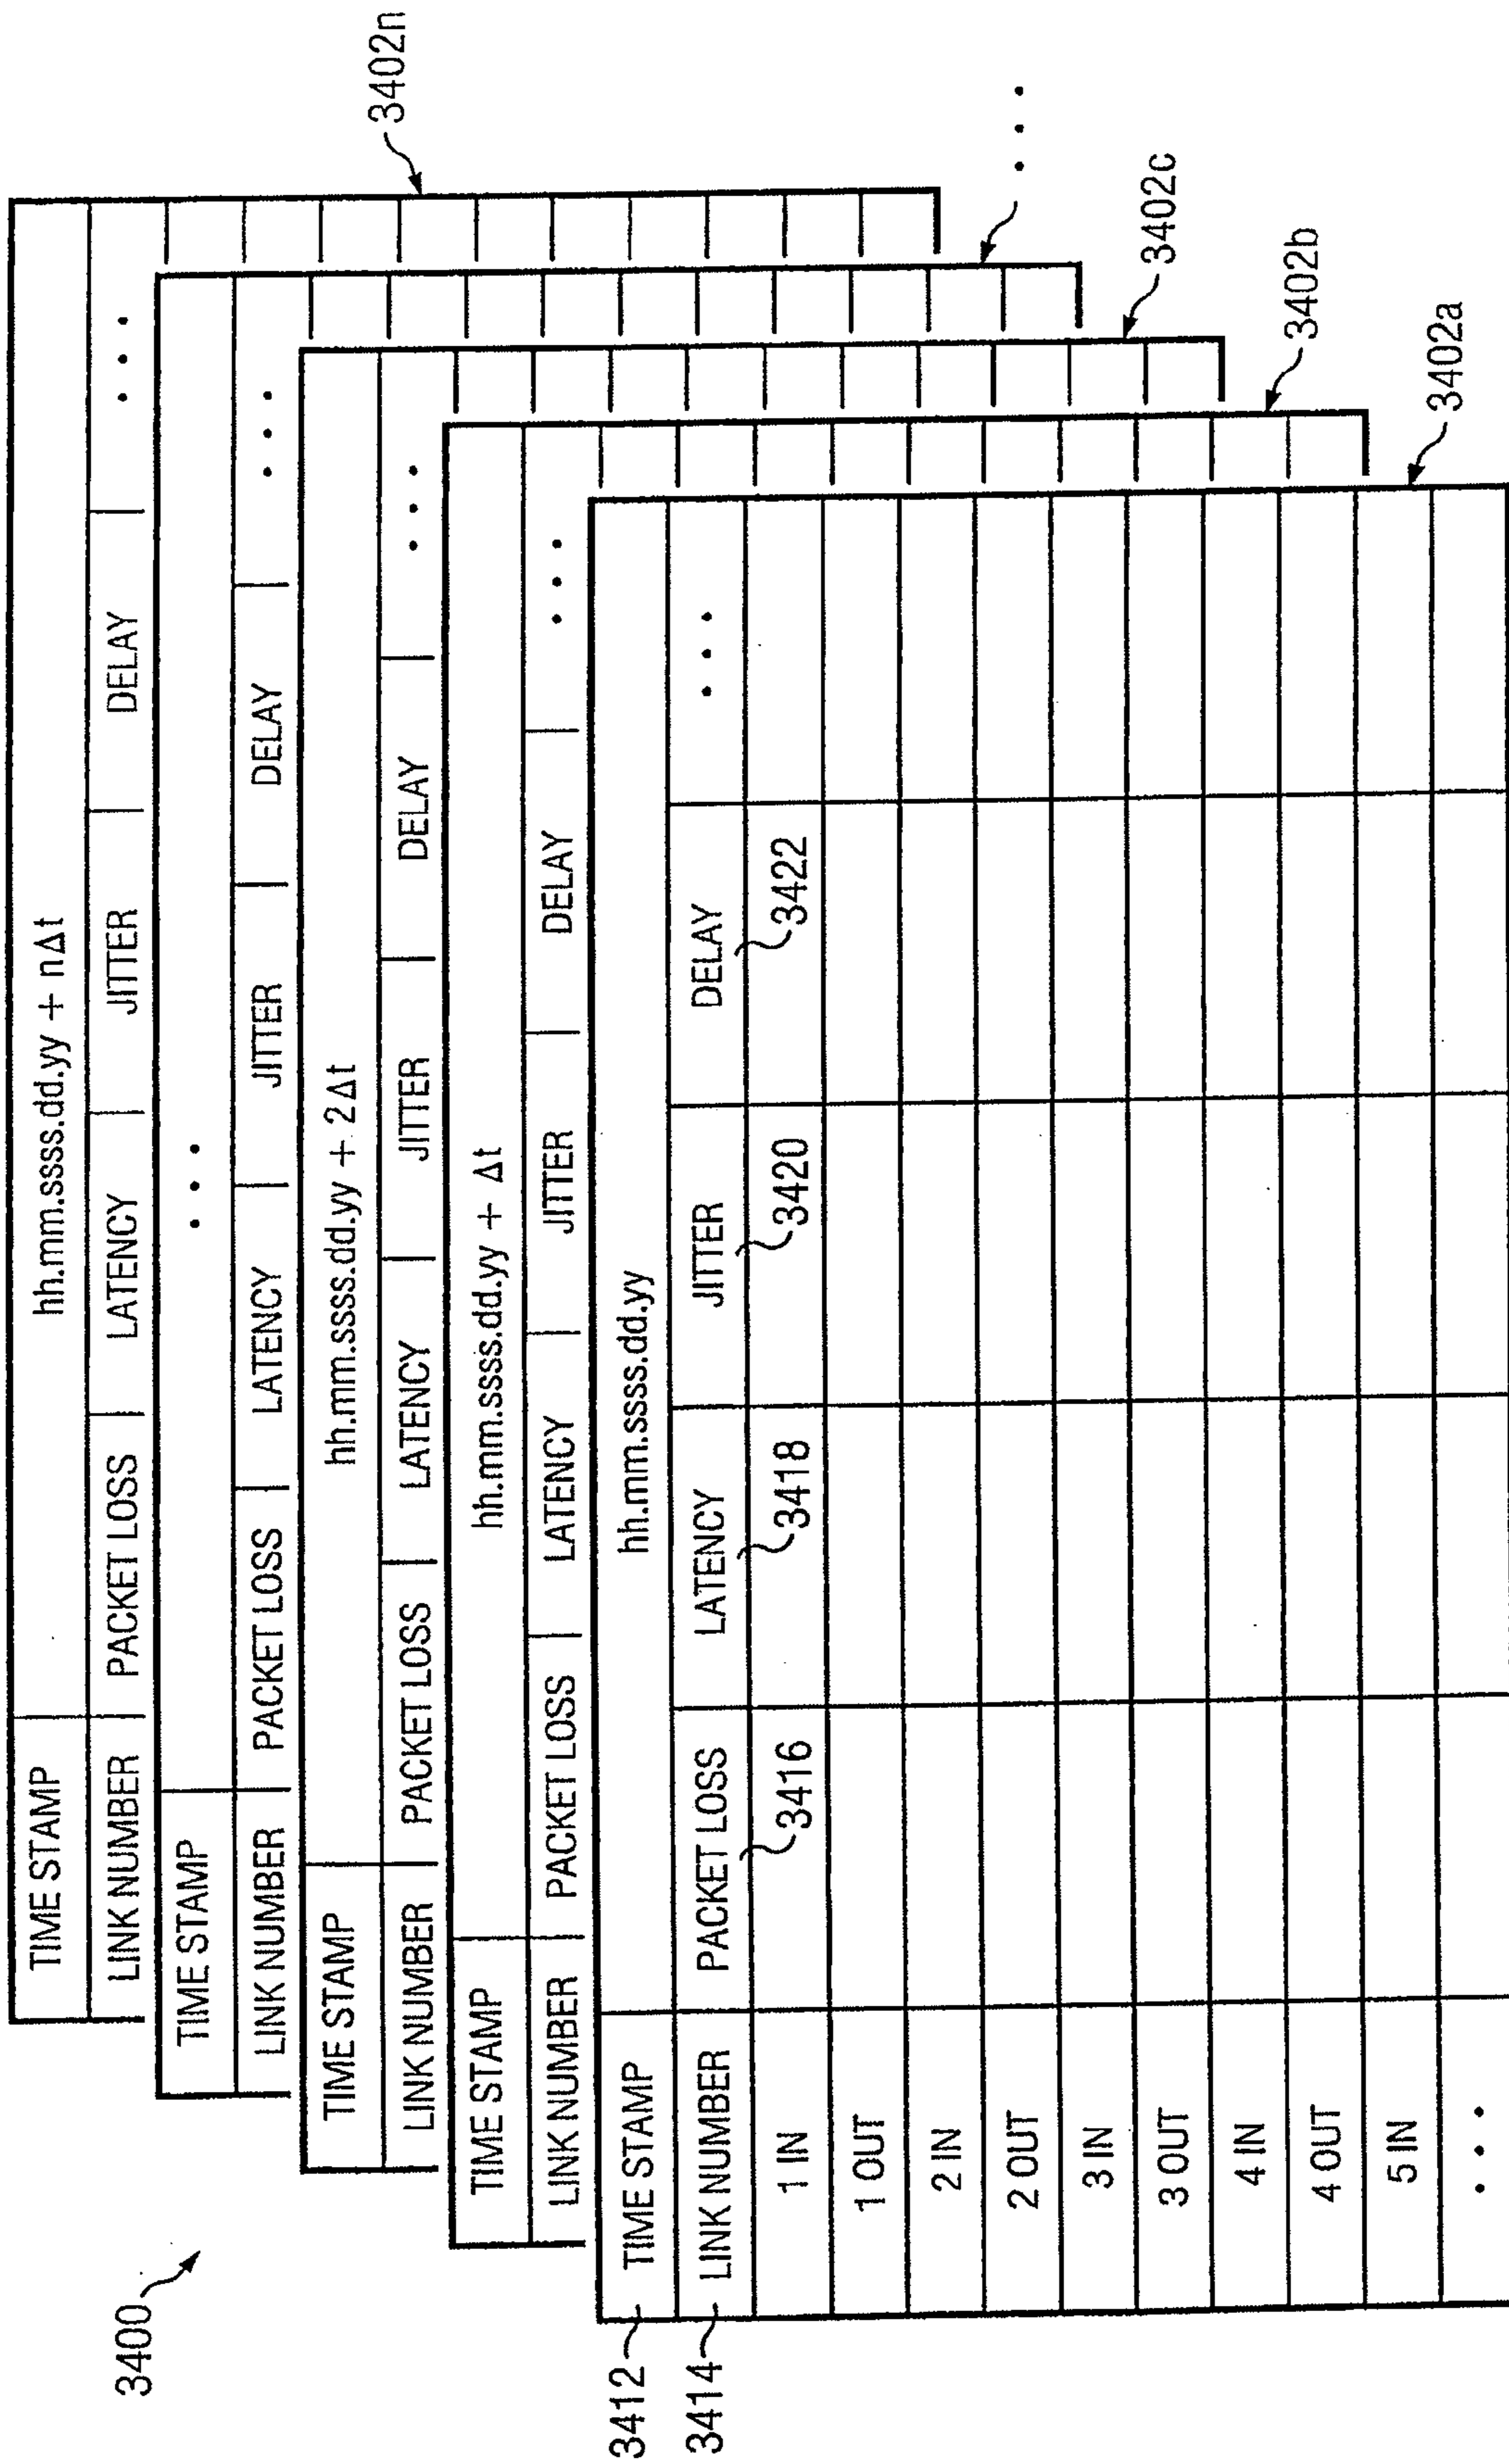 3400
TIME STAMP hh.mm.ssss.dd.yy + nΔt
LINK NUMBER PACKET LOSS LATENCY JITTER DELAY • • •
3402n
TIME STAMP • • •
LINK NUMBER PACKET LOSS LATENCY JITTER DELAY • • •
• • •
TIME STAMP hh.mm.ssss.dd.yy + 2Δt
LINK NUMBER PACKET LOSS LATENCY JITTER DELAY • • •
3402c
TIME STAMP hh.mm.ssss.dd.yy + Δt
LINK NUMBER PACKET LOSS LATENCY JITTER DELAY • • •
3402b
3412 TIME STAMP hh.mm.ssss.dd.yy
3414 LINK NUMBER PACKET LOSS LATENCY JITTER DELAY • • •
1 IN 3416 3418 3420 3422
1 OUT
2 IN
2 OUT
3 IN
3 OUT
4 IN
4 OUT
5 IN
3402a
• • •